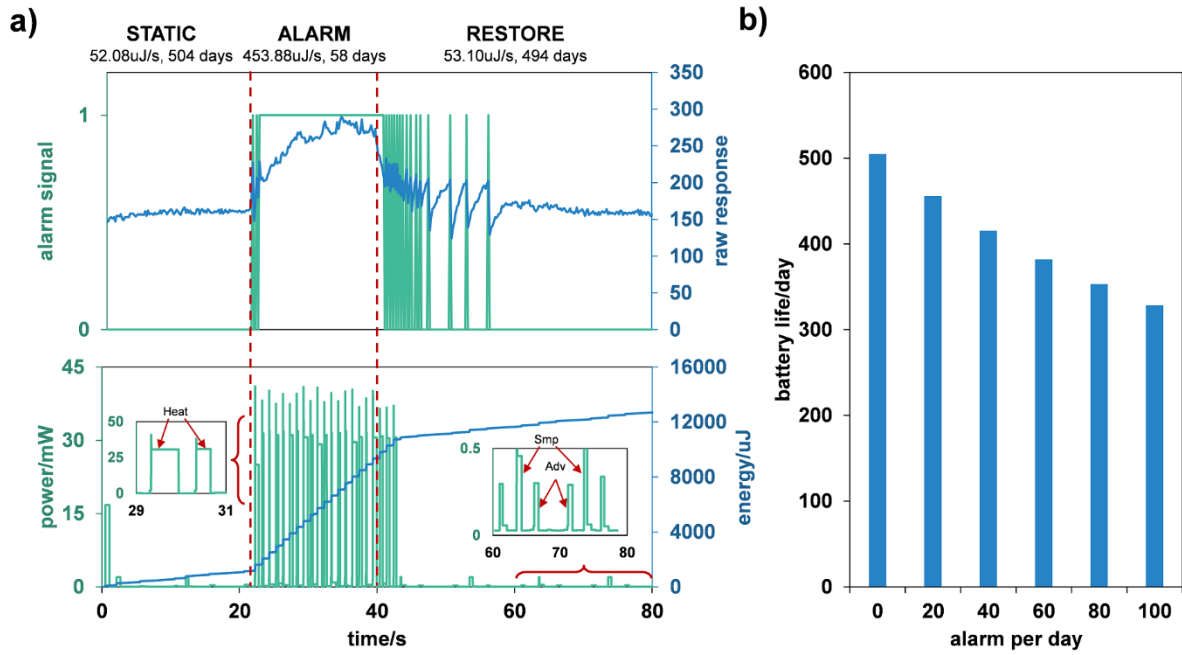 a)
STATIC
52.08uJ/s, 504 days
ALARM
453.88uJ/s, 58 days
RESTORE
53.10uJ/s, 494 days
alarm signal
1
0
350
300
250
200
150
100
50
0
raw response
power/mW
45
30
15
0
16000
12000
8000
4000
0
energy/uJ
Heat
50
25
0
29
31
Smp
Adv
0.5
0
60
70
80
0
20
40
60
80
time/s
b)
battery life/day
600
500
400
300
200
100
0
0
20
40
60
80
100
alarm per day